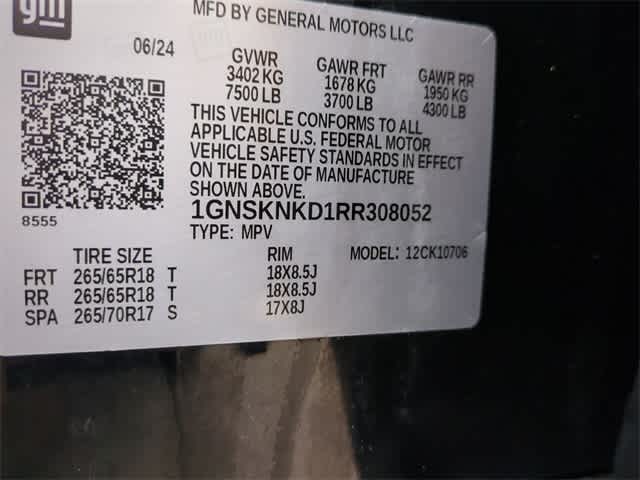 gm
MFD BY GENERAL MOTORS LLC
06/24
GVWR
3402 KG
7500 LB
GAWR FRT
1678 KG
3700 LB
GAWR RR
1950 KG
4300 LB
THIS VEHICLE CONFORMS TO ALL
APPLICABLE U.S. FEDERAL MOTOR
VEHICLE SAFETY STANDARDS IN EFFECT
ON THE DATE OF MANUFACTURE
SHOWN ABOVE.
8555
1GNSKNKD1RR308052
TYPE: MPV
MODEL: 12CK10706
TIRE SIZE RIM
FRT 265/65R18 T 18X8.5J
RR 265/65R18 T 18X8.5J
SPA 265/70R17 S 17X8J